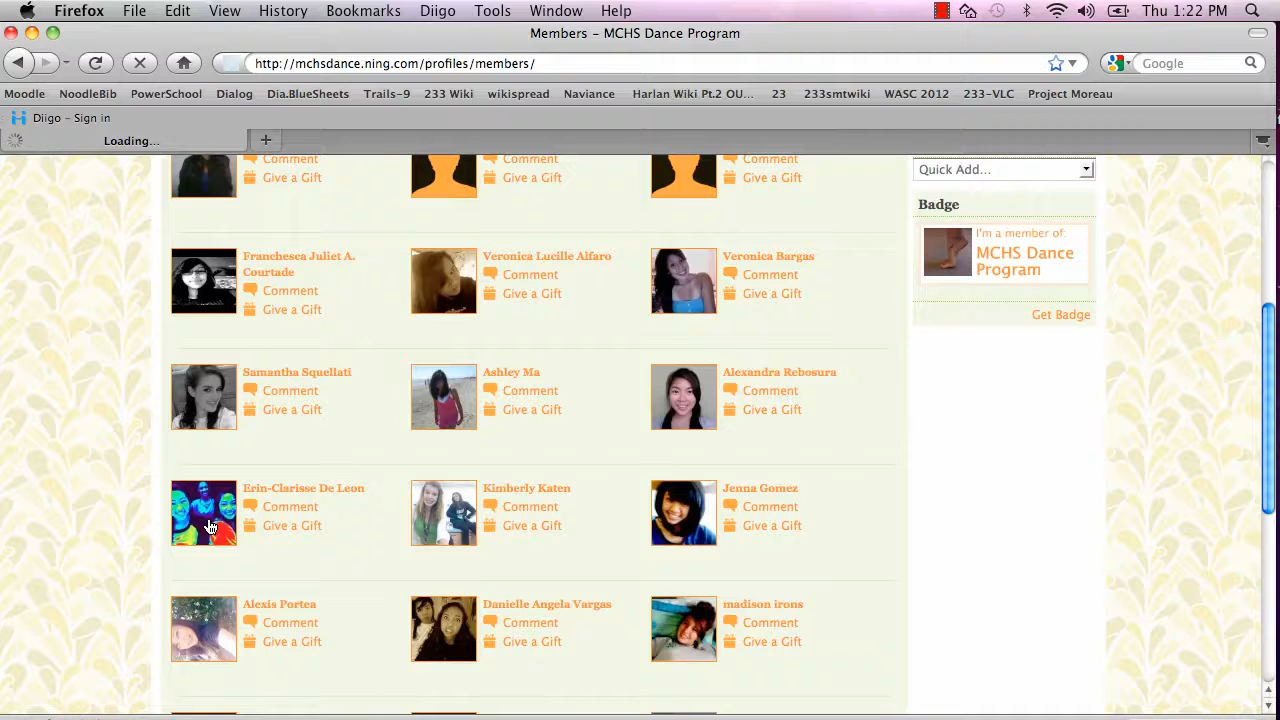 Firefox File Edit View History Bookmarks Diigo Tools Window Help Thu 1:22 PM
Members – MCHS Dance Program
http://mchsdance.ning.com/profiles/members/ Google
Moodle NoodleBib PowerSchool Dialog Dia.BlueSheets Trails-9 233 Wiki wikispread Naviance Harlan Wiki Pt.2 OU... 23 233smtwiki WASC 2012 233-VLC Project Moreau
Diigo - Sign in
Loading...
Comment Comment Comment
Give a Gift Give a Gift Give a Gift
Franchesca Juliet A. Courtade
Comment
Give a Gift
Veronica Lucille Alfaro
Comment
Give a Gift
Veronica Bargas
Comment
Give a Gift
Samantha Squellati
Comment
Give a Gift
Ashley Ma
Comment
Give a Gift
Alexandra Rebosura
Comment
Give a Gift
Erin-Clarisse De Leon
Comment
Give a Gift
Kimberly Katen
Comment
Give a Gift
Jenna Gomez
Comment
Give a Gift
Alexis Portea
Comment
Give a Gift
Danielle Angela Vargas
Comment
Give a Gift
madison irons
Comment
Give a Gift
Quick Add...
Badge
I'm a member of:
MCHS Dance
Program
Get Badge